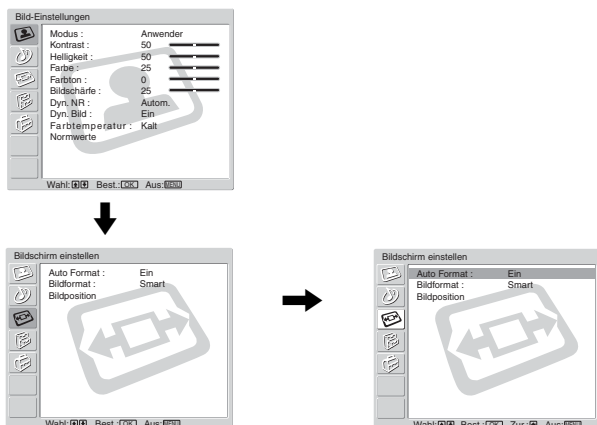 Bild-Einstellungen
Modus : Anwender
Kontrast : 50
Helligkeit : 50
Farbe : 25
Farbton : 0
Bildschärfe : 25
Dyn. NR : Autom.
Dyn. Bild : Ein
Farbtemperatur : Kalt
Normwerte
Wahl: Best.: OK Aus: MENU
Bildschirm einstellen
Auto Format : Ein
Bildformat : Smart
Bildposition
Wahl: Best.: OK Aus: MENU
Bildschirm einstellen
Auto Format : Ein
Bildformat : Smart
Bildposition
Wahl: Best.: OK Zur.: Aus: MENU